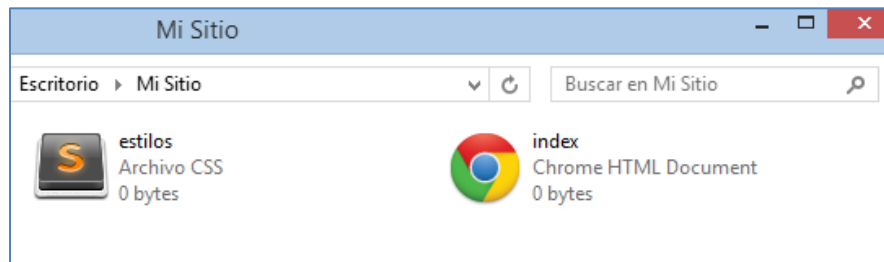 Mi Sitio
Escritorio Mi Sitio
Buscar en Mi Sitio
estilos
Archivo CSS
0 bytes
index
Chrome HTML Document
0 bytes